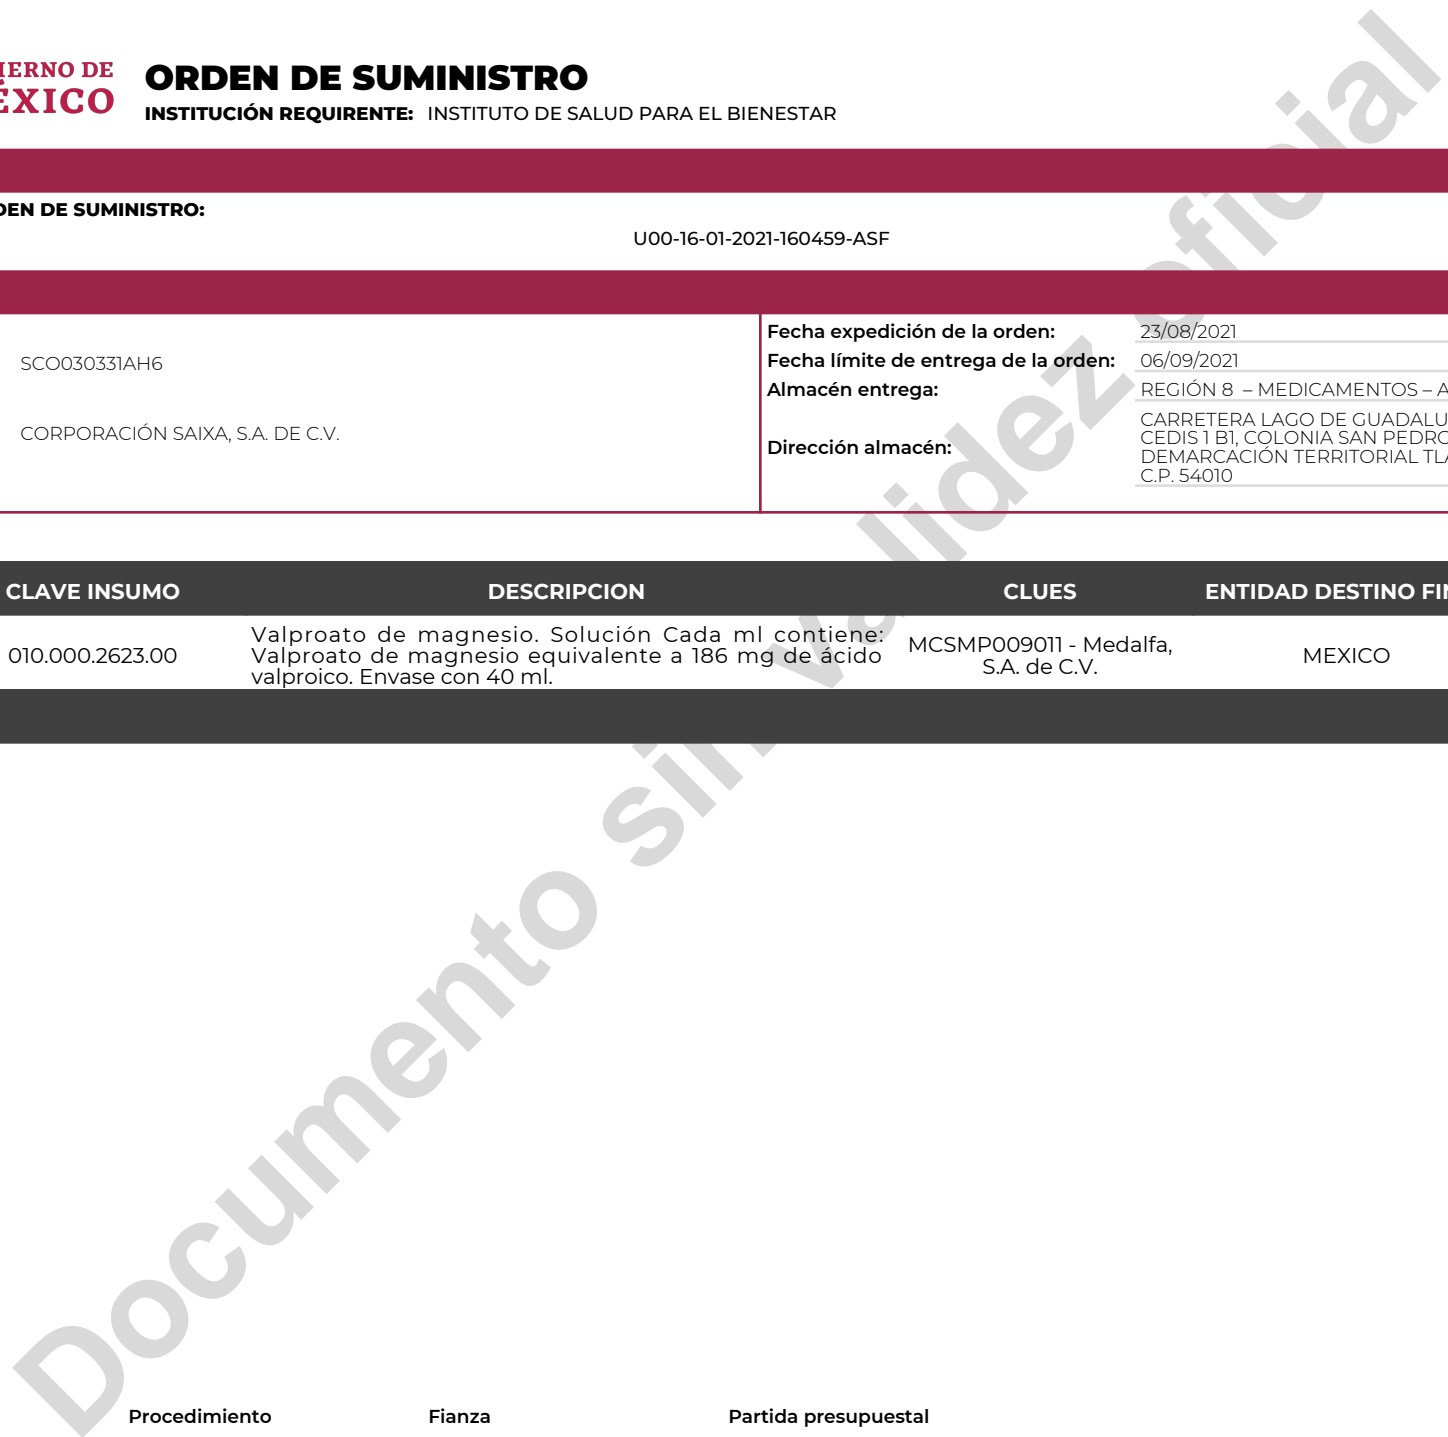 IERNO DE
ÉXICO
ORDEN DE SUMINISTRO
INSTITUCIÓN REQUIRENTE: INSTITUTO DE SALUD PARA EL BIENESTAR
DEN DE SUMINISTRO:
U00-16-01-2021-160459-ASF
SCO030331AH6
CORPORACIÓN SAIXA, S.A. DE C.V.
Fecha expedición de la orden: 23/08/2021
Fecha límite de entrega de la orden: 06/09/2021
Almacén entrega: REGIÓN 8 – MEDICAMENTOS – A
Dirección almacén:
CARRETERA LAGO DE GUADALU
CEDIS 1 B1, COLONIA SAN PEDRO
DEMARCACIÓN TERRITORIAL TLA
C.P. 54010
CLAVE INSUMO DESCRIPCION CLUES ENTIDAD DESTINO FIN
010.000.2623.00
Valproato de magnesio. Solución Cada ml contiene:
Valproato de magnesio equivalente a 186 mg de ácido
valproico. Envase con 40 ml.
MCSMP009011 - Medalfa,
S.A. de C.V.
MEXICO
Documento sin validez oficial
Procedimiento Fianza Partida presupuestal